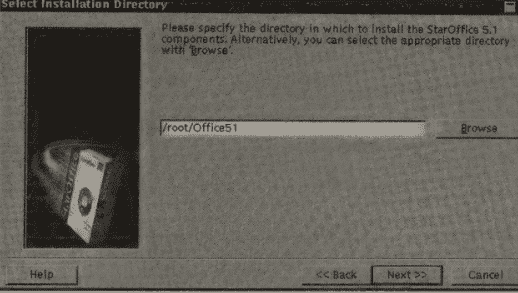 Select Installation Directory
Please specify the directory in which to install the StarOffice 5.1
components. Alternatively, you can select the appropriate directory
with 'Browse'.
/root/Office51
Browse
Help
<< Back
Next >>
Cancel